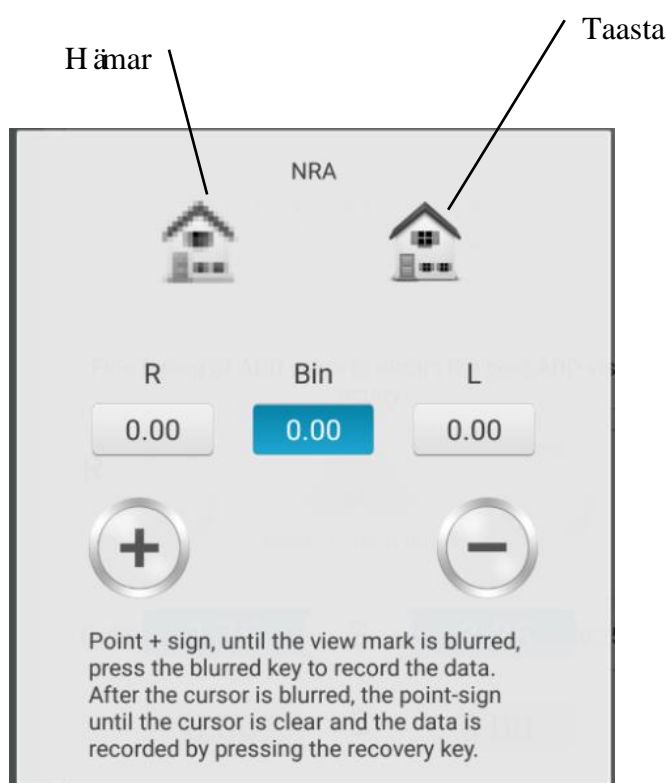 Hämar
Taasta
NRA
R Bin L
0.00 0.00 0.00
+ −
Point + sign, until the view mark is blurred,
press the blurred key to record the data.
After the cursor is blurred, the point-sign
until the cursor is clear and the data is
recorded by pressing the recovery key.